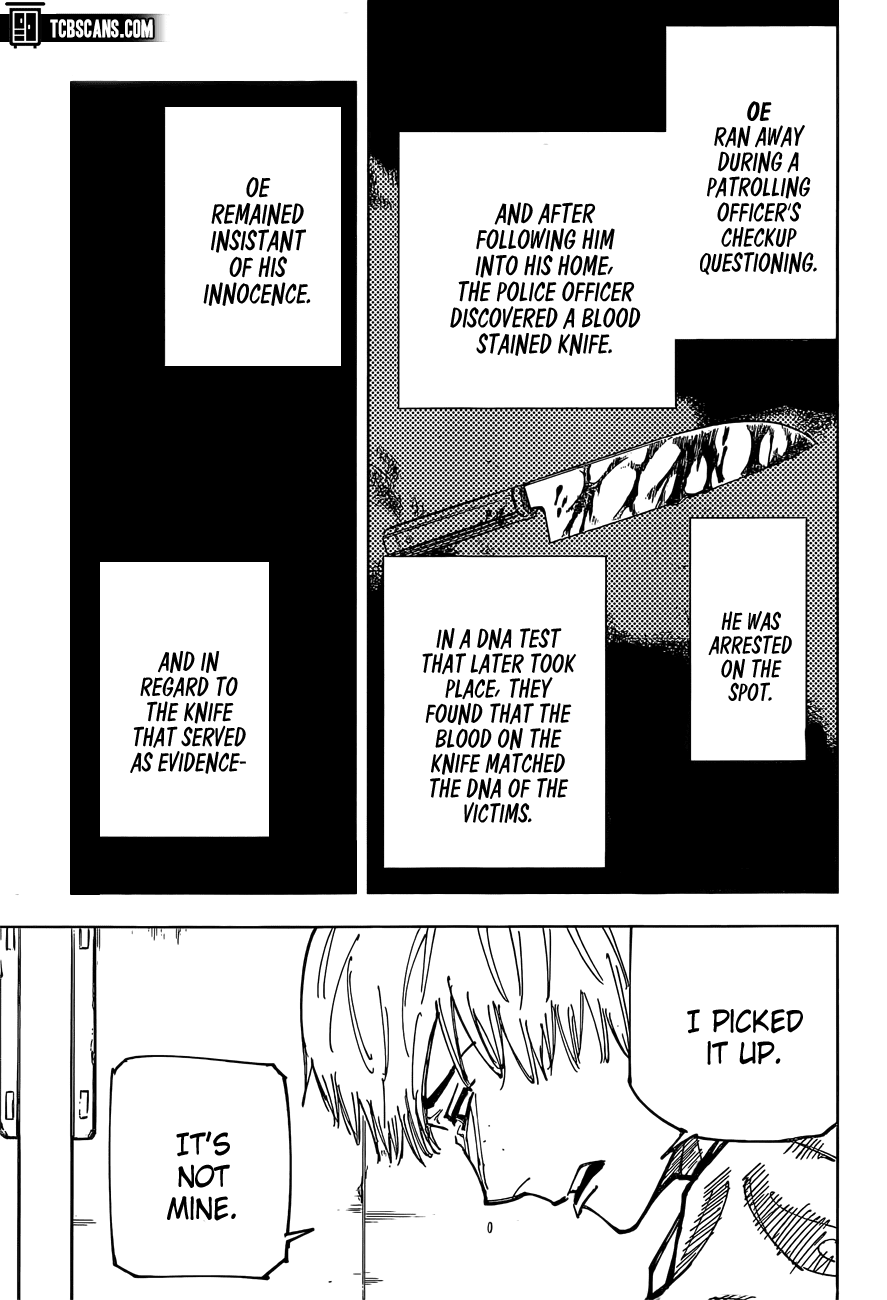 TCBSCANS.COM
OE
RAN AWAY
DURING A
PATROLLING
OFFICER'S
CHECKUP
QUESTIONING.
AND AFTER
FOLLOWING HIM
INTO HIS HOME,
THE POLICE OFFICER
DISCOVERED A BLOOD
STAINED KNIFE.
HE WAS
ARRESTED
ON THE
SPOT.
IN A DNA TEST
THAT LATER TOOK
PLACE, THEY
FOUND THAT THE
BLOOD ON THE
KNIFE MATCHED
THE DNA OF THE
VICTIMS.
OE
REMAINED
INSISTANT
OF HIS
INNOCENCE.
AND IN
REGARD TO
THE KNIFE
THAT SERVED
AS EVIDENCE-
I PICKED
IT UP.
IT'S
NOT
MINE.